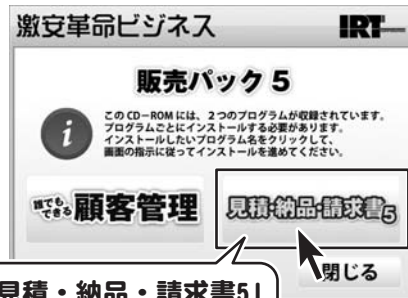 激安革命ビジネス
IRT
販売パック 5
このCD-ROMには、2つのプログラムが収録されています。
プログラムごとにインストールする必要があります。
インストールしたいプログラム名をクリックして、
画面の指示に従ってインストールを進めてください。
誰でも
できる
顧客管理
見積・納品・請求書5
閉じる
見積・納品・請求書5」